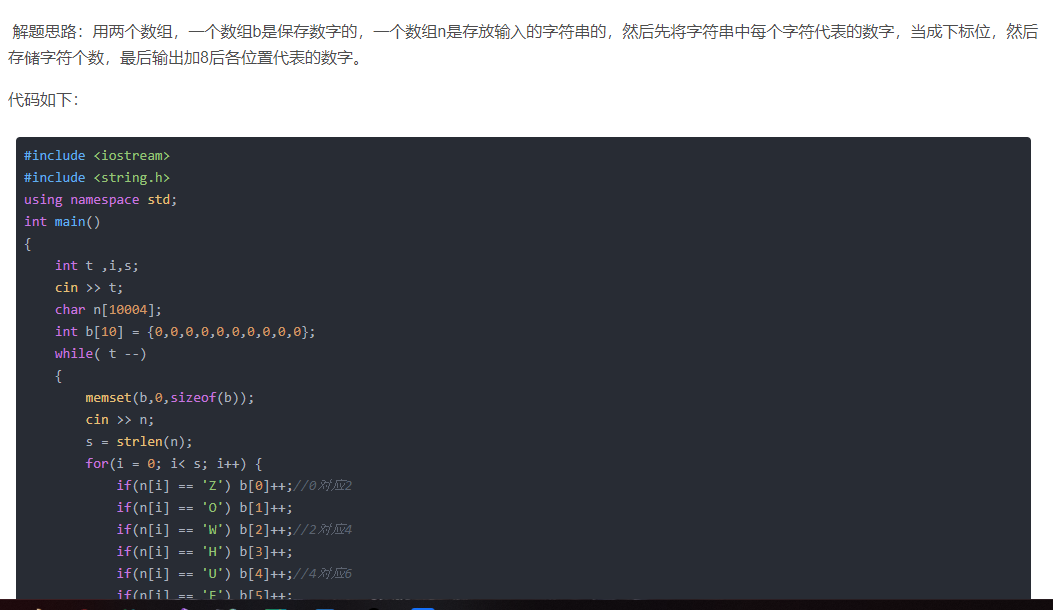 解题思路：用两个数组，一个数组b是保存数字的，一个数组n是存放输入的字符串的，然后先将字符串中每个字符代表的数字，当成下标位，然后
存储字符个数，最后输出加8后各位置代表的数字。
代码如下：
#include <iostream>
#include <string.h>
using namespace std;
int main()
{
    int t ,i,s;
    cin >> t;
    char n[10004];
    int b[10] = {0,0,0,0,0,0,0,0,0,0};
    while( t --)
    {
        memset(b,0,sizeof(b));
        cin >> n;
        s = strlen(n);
        for(i = 0; i< s; i++) {
            if(n[i] == 'Z') b[0]++;//0对应2
            if(n[i] == 'O') b[1]++;
            if(n[i] == 'W') b[2]++;//2对应4
            if(n[i] == 'H') b[3]++;
            if(n[i] == 'U') b[4]++;//4对应6
            if(n[i] == 'F') b[5]++;